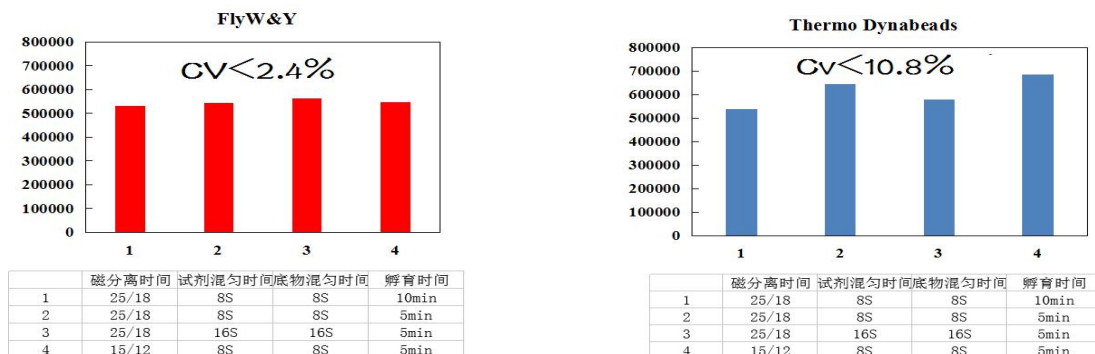 FlyW&Y
800000
700000
600000
500000
400000
300000
200000
100000
0
CV<2.4%
1 2 3 4
磁分离时间 试剂混匀时间 底物混匀时间 孵育时间
1 25/18 8S 8S 10min
2 25/18 8S 8S 5min
3 25/18 16S 16S 5min
4 15/12 8S 8S 5min
Thermo Dynabeads
800000
700000
600000
500000
400000
300000
200000
100000
0
Cv<10.8%
1 2 3 4
磁分离时间 试剂混匀时间 底物混匀时间 孵育时间
1 25/18 8S 8S 10min
2 25/18 8S 8S 5min
3 25/18 16S 16S 5min
4 15/12 8S 8S 5min